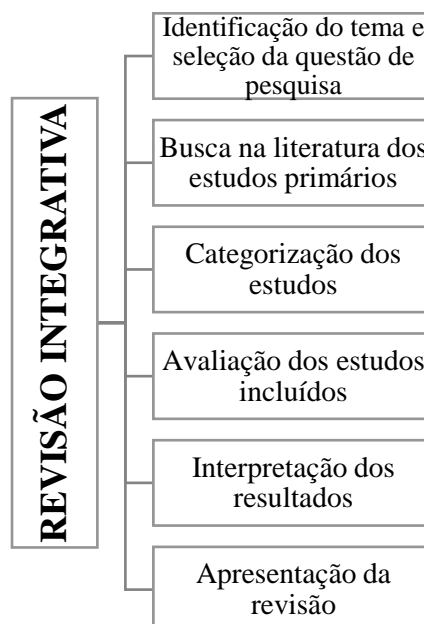 REVISÃO INTEGRATIVA
Identificação do tema e
seleção da questão de
pesquisa
Busca na literatura dos
estudos primários
Categorização dos
estudos
Avaliação dos estudos
incluídos
Interpretação dos
resultados
Apresentação da
revisão